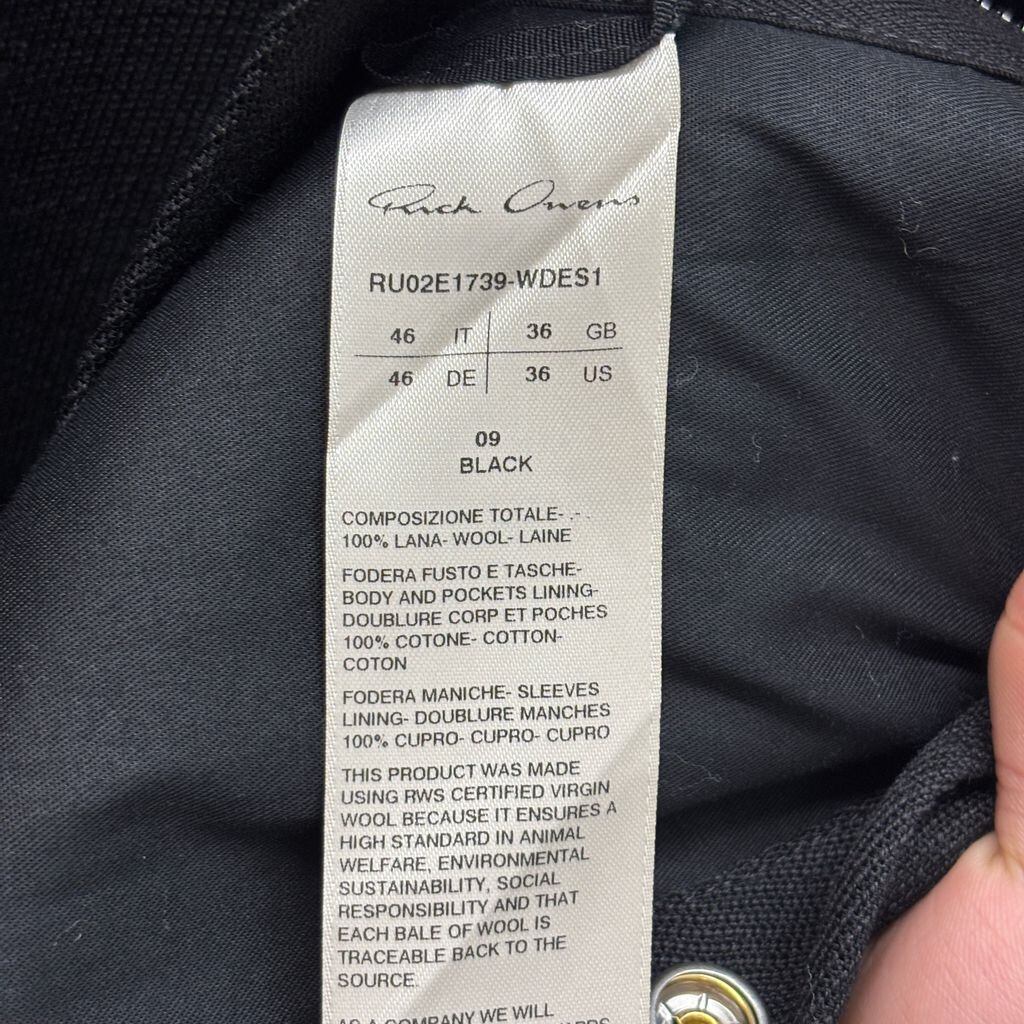 Rick Owens
RU02E1739-WDES1
46 IT 36 GB
46 DE 36 US
09
BLACK
COMPOSIZIONE TOTALE- .-.
100% LANA- WOOL- LAINE
FODERA FUSTO E TASCHE-
BODY AND POCKETS LINING-
DOUBLURE CORP ET POCHES
100% COTONE- COTTON-
COTON
FODERA MANICHE- SLEEVES
LINING- DOUBLURE MANCHES
100% CUPRO- CUPRO- CUPRO
THIS PRODUCT WAS MADE
USING RWS CERTIFIED VIRGIN
WOOL BECAUSE IT ENSURES A
HIGH STANDARD IN ANIMAL
WELFARE, ENVIRONMENTAL
SUSTAINABILITY, SOCIAL
RESPONSIBILITY AND THAT
EACH BALE OF WOOL IS
TRACEABLE BACK TO THE
SOURCE.
AS A COMPANY WE WILL